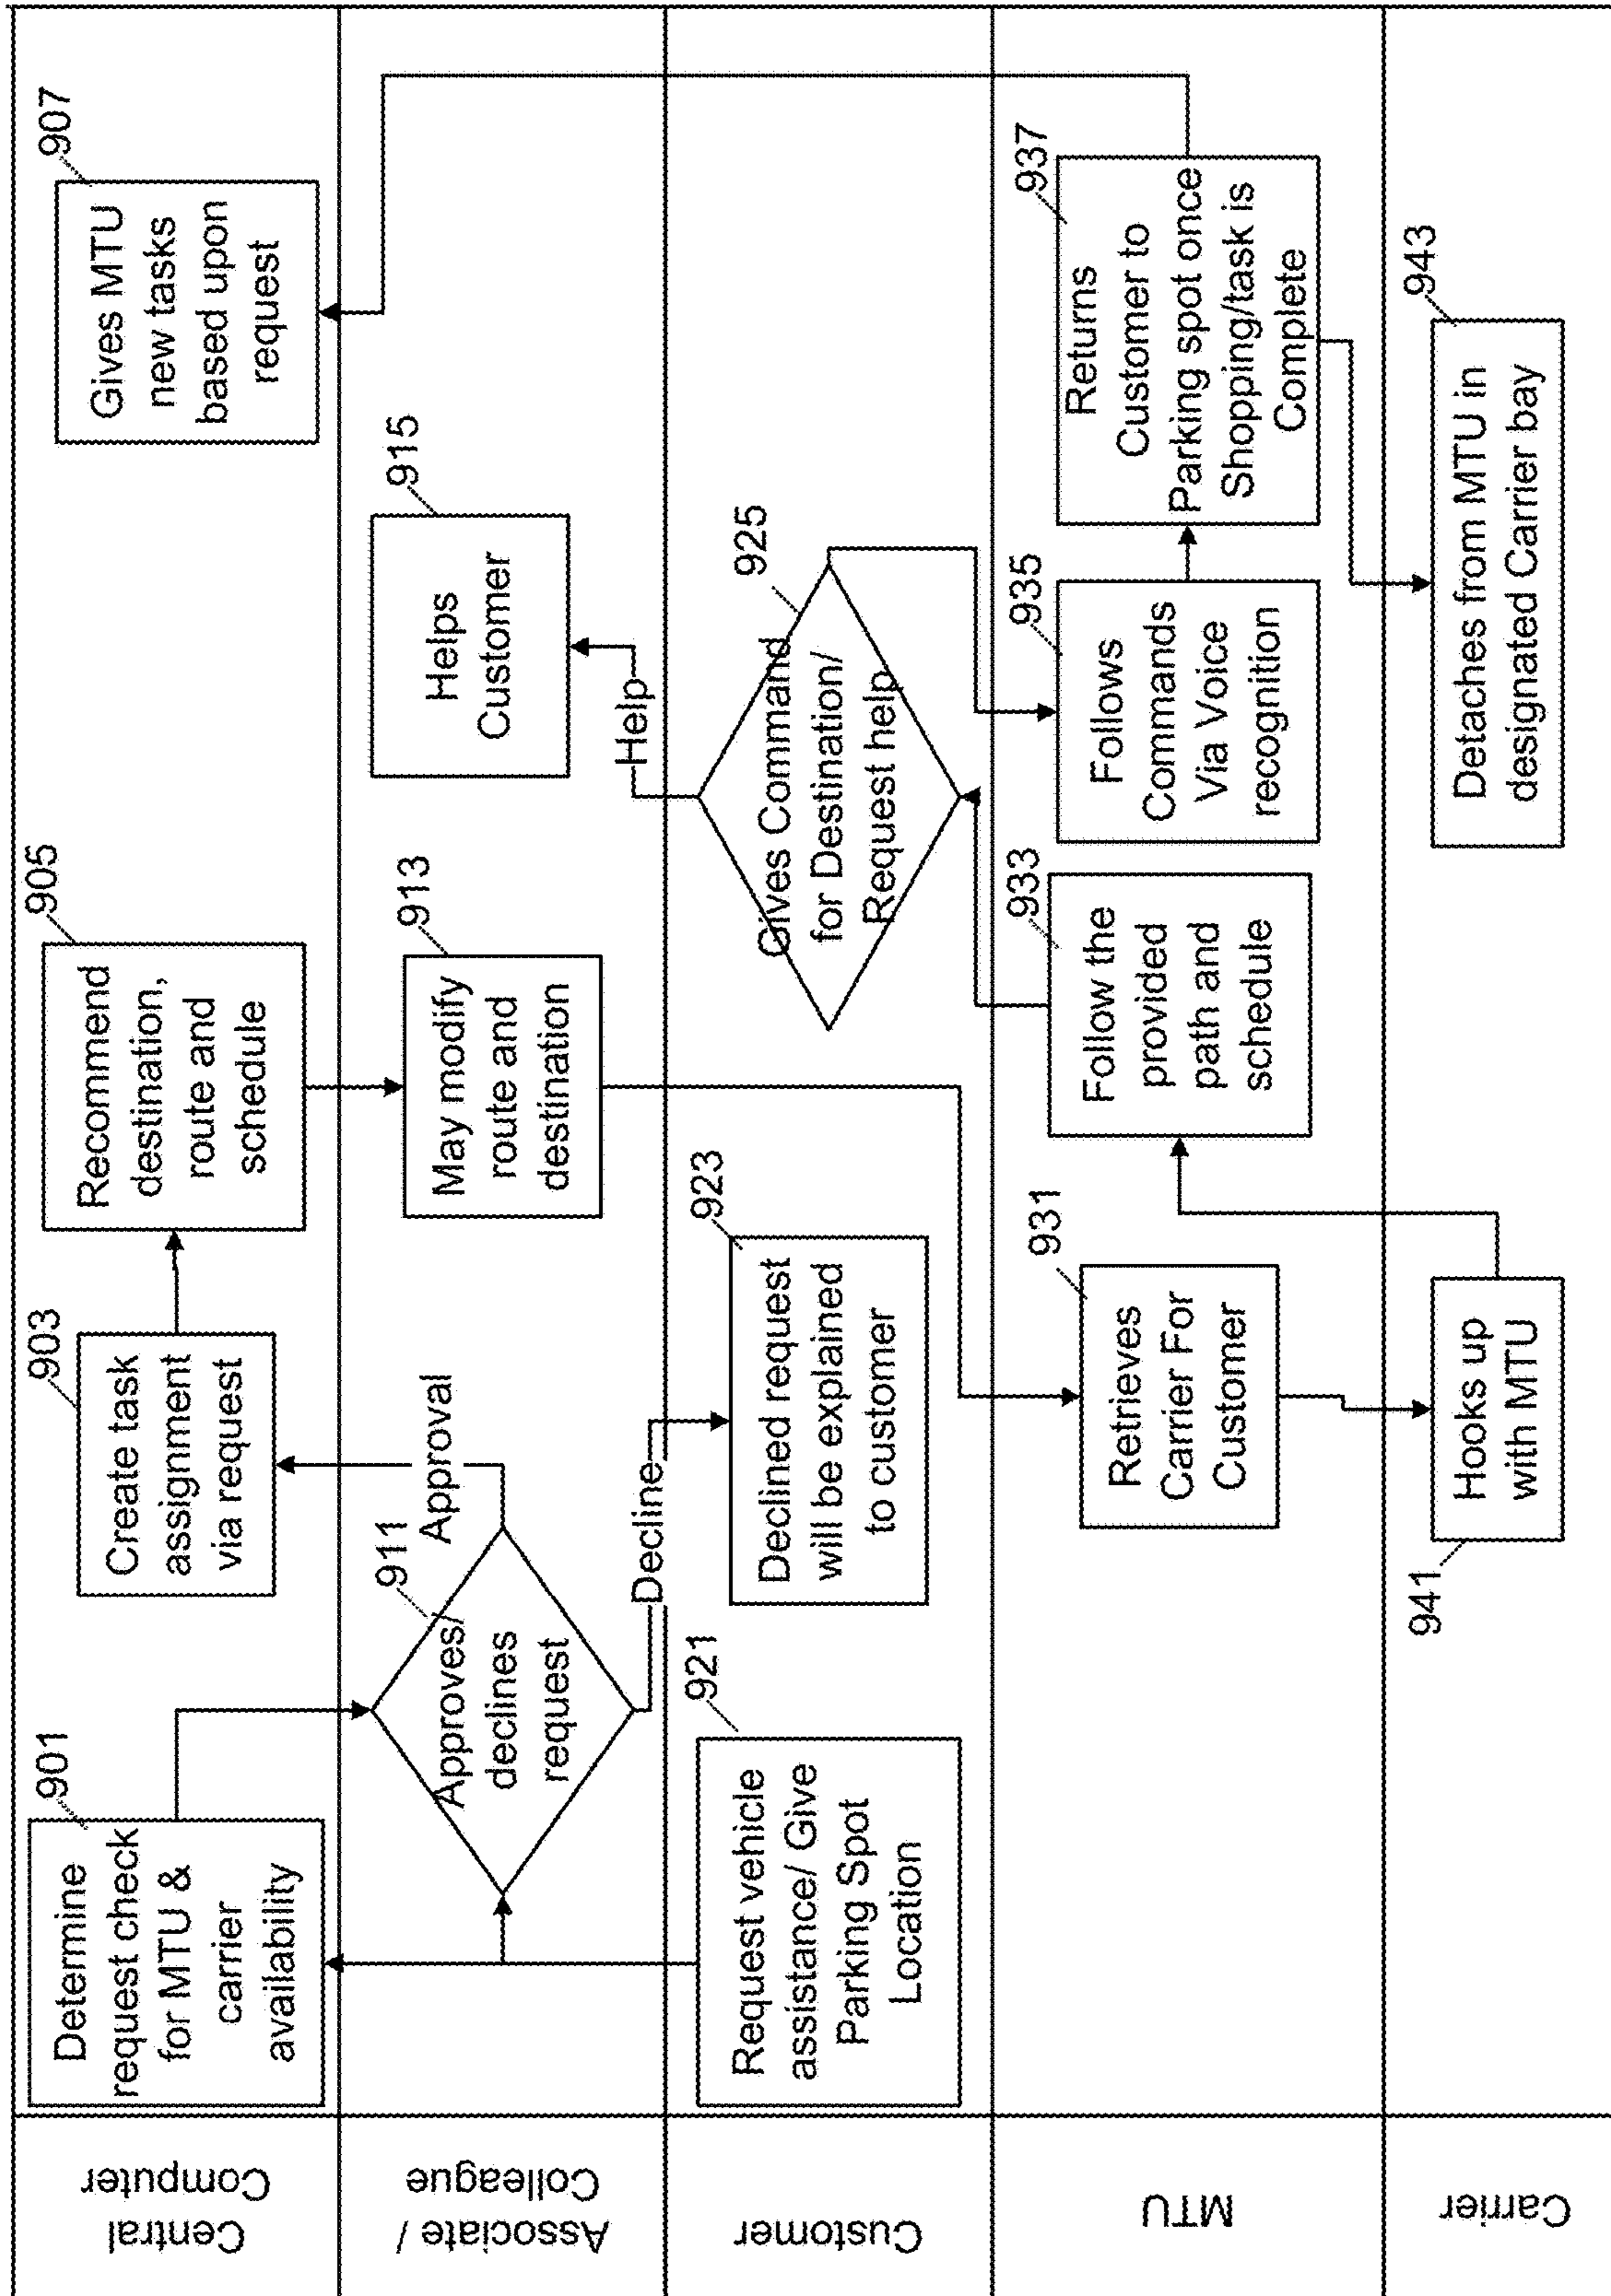 Central
Computer
901
Determine
request check
for MTU &
carrier
availability
903
Create task
assignment
via request
905
Recommend
destination,
route and
schedule
907
Gives MTU
new tasks
based upon
request
Associate /
Colleague
911
Approves/
declines
request
Approval
Decline
913
May modify
route and
destination
915
Helps
Customer
Help
Customer
921
Request vehicle
assistance/ Give
Parking Spot
Location
923
Declined request
will be explained
to customer
925
Gives Command
for Destination/
Request help
MTU
931
Retrieves
Carrier For
Customer
933
Follow the
provided
path and
schedule
935
Follows
Commands
Via Voice
recognition
937
Returns
Customer to
Parking spot once
Shopping/task is
Complete
Carrier
941
Hooks up
with MTU
943
Detaches from MTU in
designated Carrier bay